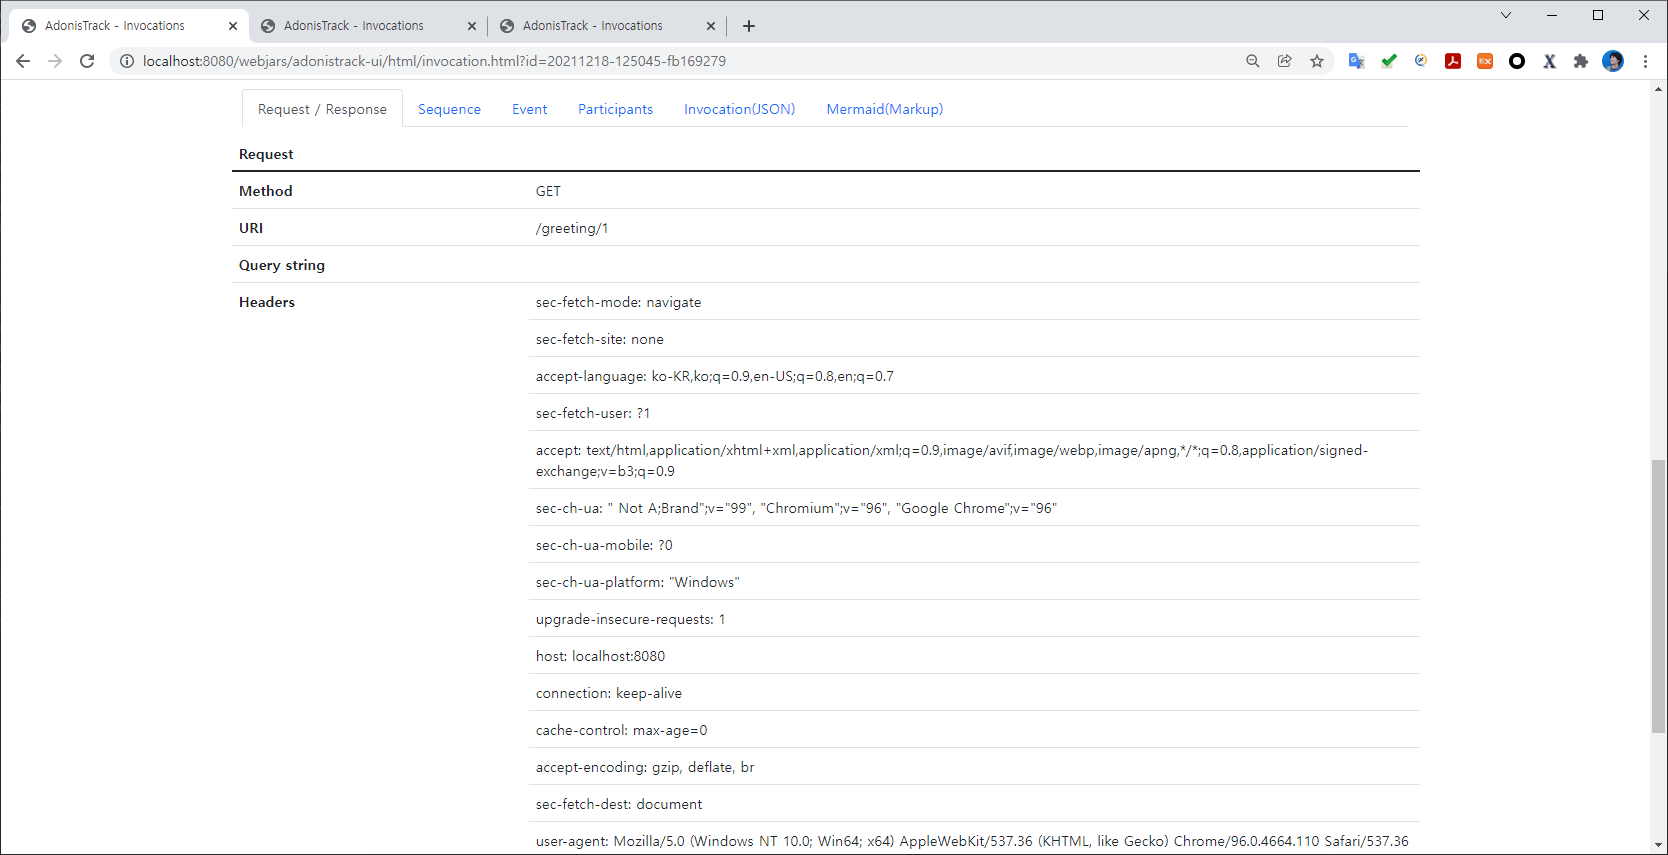 AdonisTrack - Invocations
AdonisTrack - Invocations
AdonisTrack - Invocations
localhost:8080/webjars/adonistrack-ui/html/invocation.html?id=20211218-125045-fb169279
EX
X
Request / Response
Sequence
Event
Participants
Invocation(JSON)
Mermaid(Markup)
Request
Method
GET
URI
/greeting/1
Query string
Headers
sec-fetch-mode: navigate
sec-fetch-site: none
accept-language: ko-KR,ko;q=0.9,en-US;q=0.8,en;q=0.7
sec-fetch-user: ?1
accept: text/html,application/xhtml+xml,application/xml;q=0.9,image/avif,image/webp,image/apng,*/*;q=0.8,application/signed-
exchange;v=b3;q=0.9
sec-ch-ua: " Not A;Brand";v="99", "Chromium";v="96", "Google Chrome";v="96"
sec-ch-ua-mobile: ?0
sec-ch-ua-platform: "Windows"
upgrade-insecure-requests: 1
host: localhost:8080
connection: keep-alive
cache-control: max-age=0
accept-encoding: gzip, deflate, br
sec-fetch-dest: document
user-agent: Mozilla/5.0 (Windows NT 10.0; Win64; x64) AppleWebKit/537.36 (KHTML, like Gecko) Chrome/96.0.4664.110 Safari/537.36